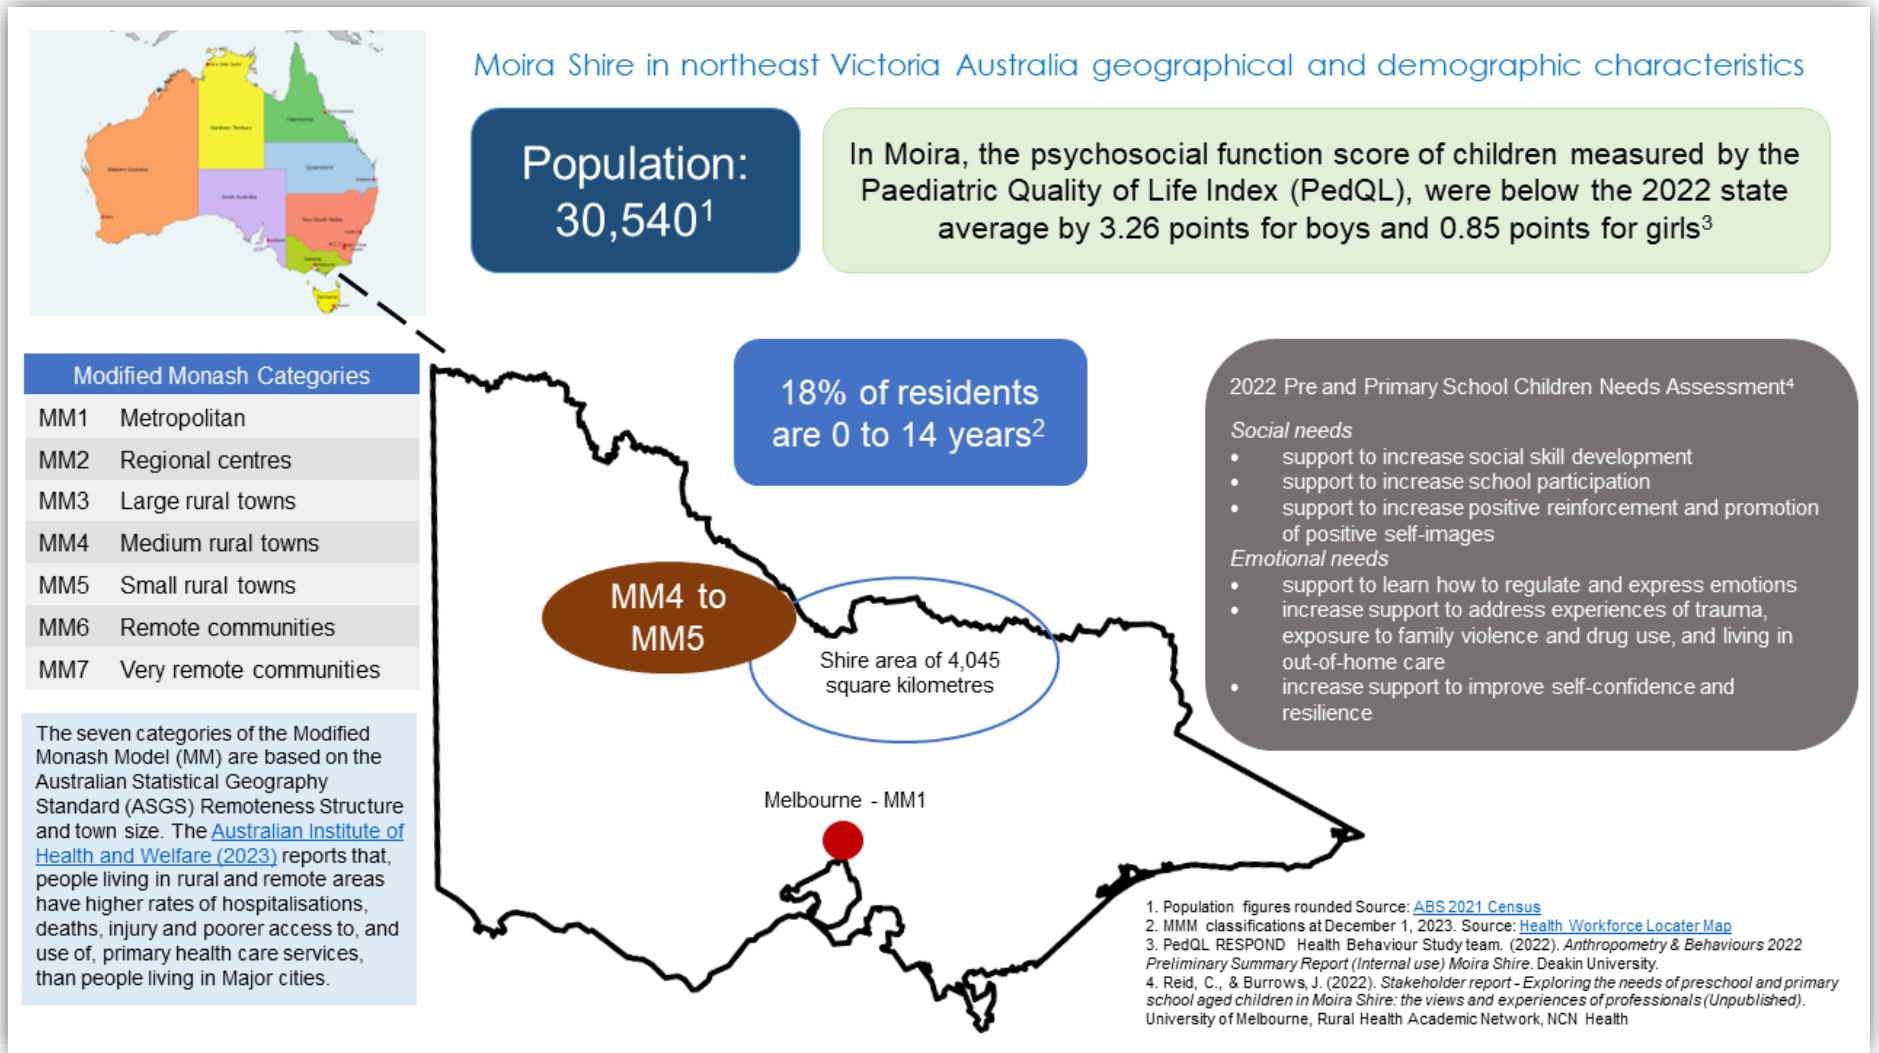 Moira Shire in northeast Victoria Australia geographical and demographic characteristics
Western Australia
Northern Territory
Queensland
South Australia
New South Wales
Population:
30,540¹
In Moira, the psychosocial function score of children measured by the
Paediatric Quality of Life Index (PedQL), were below the 2022 state
average by 3.26 points for boys and 0.85 points for girls³
Modified Monash Categories
MM1 Metropolitan
MM2 Regional centres
MM3 Large rural towns
MM4 Medium rural towns
MM5 Small rural towns
MM6 Remote communities
MM7 Very remote communities
The seven categories of the Modified
Monash Model (MM) are based on the
Australian Statistical Geography
Standard (ASGS) Remoteness Structure
and town size. The Australian Institute of
Health and Welfare (2023) reports that,
people living in rural and remote areas
have higher rates of hospitalisations,
deaths, injury and poorer access to, and
use of, primary health care services,
than people living in Major cities.
18% of residents
are 0 to 14 years²
MM4 to
MM5
Shire area of 4,045
square kilometres
Melbourne - MM1
2022 Pre and Primary School Children Needs Assessment⁴
Social needs
• support to increase social skill development
• support to increase school participation
• support to increase positive reinforcement and promotion
of positive self-images
Emotional needs
• support to learn how to regulate and express emotions
• increase support to address experiences of trauma,
exposure to family violence and drug use, and living in
out-of-home care
• increase support to improve self-confidence and
resilience
1. Population figures rounded Source: ABS 2021 Census
2. MMM classifications at December 1, 2023. Source: Health Workforce Locater Map
3. PedQL RESPOND Health Behaviour Study team. (2022). Anthropometry & Behaviours 2022
Preliminary Summary Report (Internal use) Moira Shire. Deakin University.
4. Reid, C., & Burrows, J. (2022). Stakeholder report - Exploring the needs of preschool and primary
school aged children in Moira Shire: the views and experiences of professionals (Unpublished).
University of Melbourne, Rural Health Academic Network, NCN Health